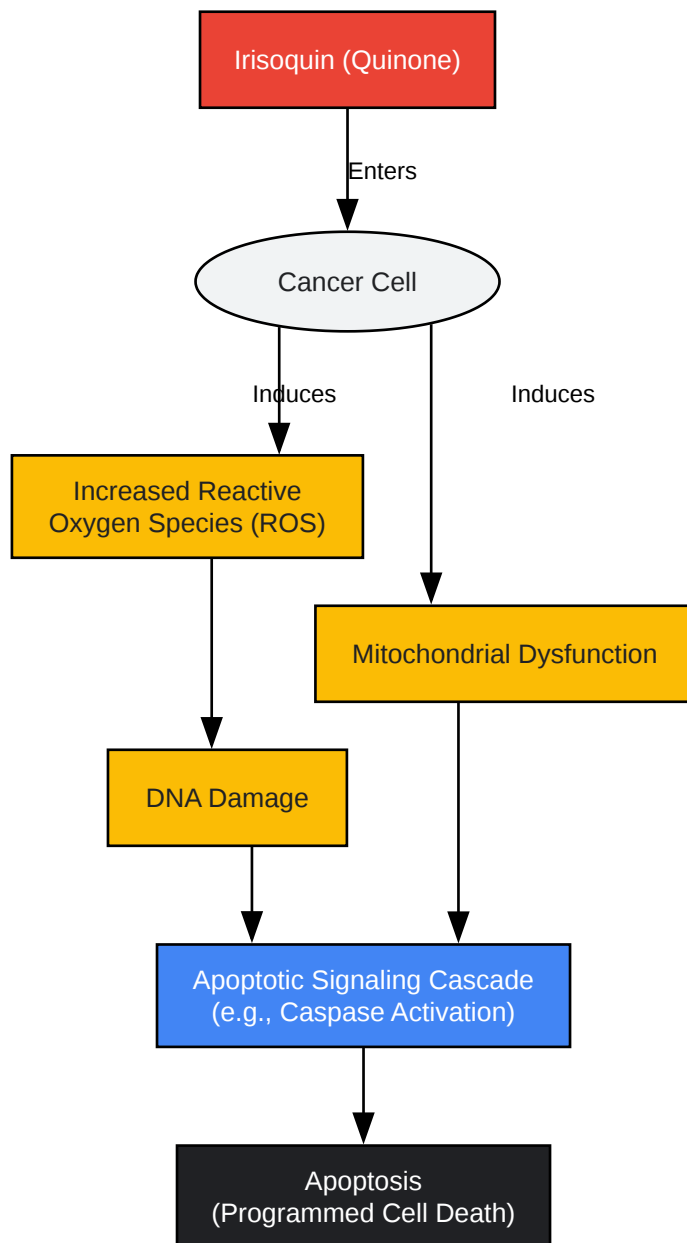 Irisoquin (Quinone)
Enters
Cancer Cell
Induces
Induces
Increased Reactive
Oxygen Species (ROS)
Mitochondrial Dysfunction
DNA Damage
Apoptotic Signaling Cascade
(e.g., Caspase Activation)
Apoptosis
(Programmed Cell Death)